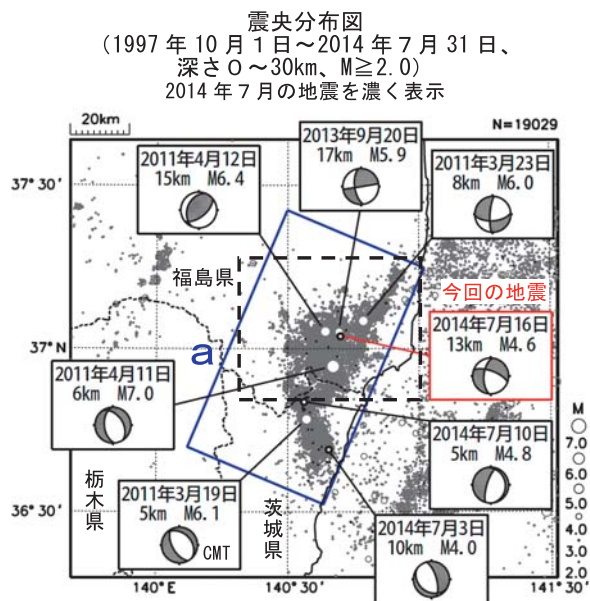 震央分布図
（1997年10月１日～2014年７月31日、
深さ０～30km、M≧2.0）
2014年７月の地震を濃く表示
20km
N=19029
2013年9月20日
17km M5.9
2011年4月12日
15km M6.4
2011年3月23日
8km M6.0
37°30′
福島県
今回の地震
2014年7月16日
13km M4.6
37°N
a
2011年4月11日
6km M7.0
M
7.0
6.0
5.0
4.0
3.0
2.0
2014年7月10日
5km M4.8
栃木県
2011年3月19日
5km M6.1
CMT
茨城県
36°30′
2014年7月3日
10km M4.0
140°E
140°30′
141°30′